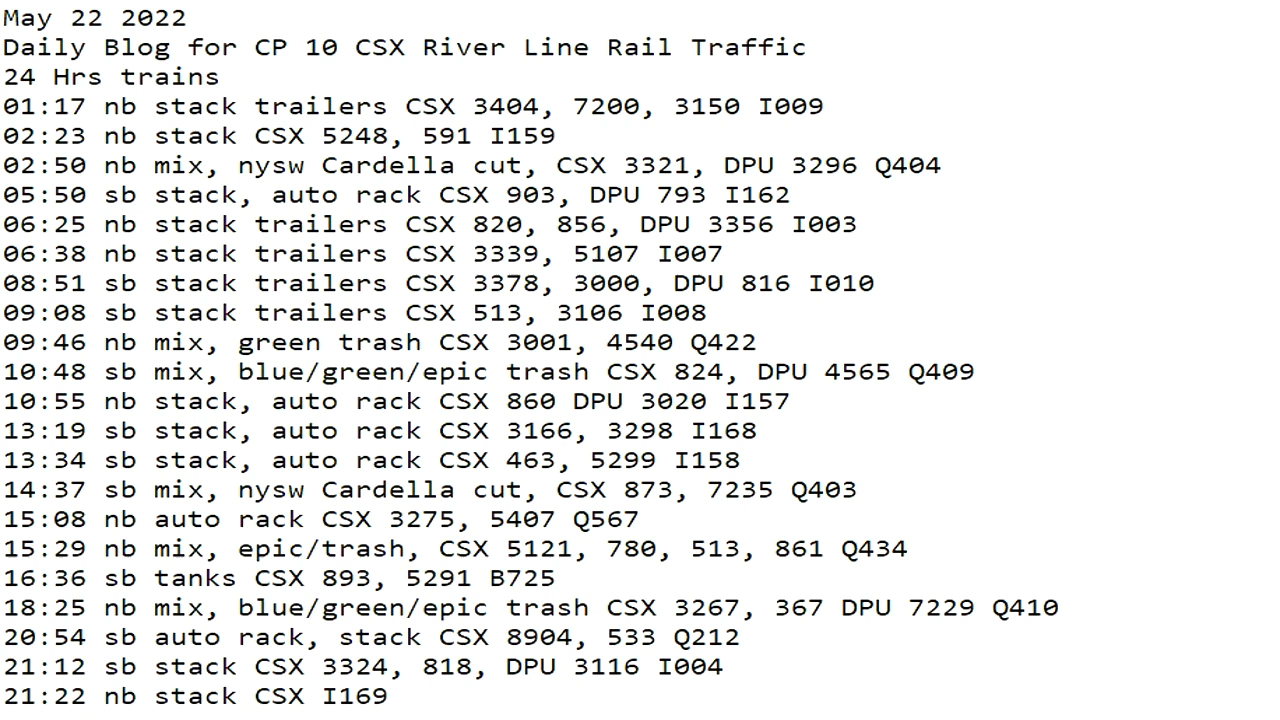 May 22 2022
Daily Blog for CP 10 CSX River Line Rail Traffic
24 Hrs trains
01:17 nb stack trailers CSX 3404, 7200, 3150 I009
02:23 nb stack CSX 5248, 591 I159
02:50 nb mix, nysw Cardella cut, CSX 3321, DPU 3296 Q404
05:50 sb stack, auto rack CSX 903, DPU 793 I162
06:25 nb stack trailers CSX 820, 856, DPU 3356 I003
06:38 nb stack trailers CSX 3339, 5107 I007
08:51 sb stack trailers CSX 3378, 3000, DPU 816 I010
09:08 sb stack trailers CSX 513, 3106 I008
09:46 nb mix, green trash CSX 3001, 4540 Q422
10:48 sb mix, blue/green/epic trash CSX 824, DPU 4565 Q409
10:55 nb stack, auto rack CSX 860 DPU 3020 I157
13:19 sb stack, auto rack CSX 3166, 3298 I168
13:34 sb stack, auto rack CSX 463, 5299 I158
14:37 sb mix, nysw Cardella cut, CSX 873, 7235 Q403
15:08 nb auto rack CSX 3275, 5407 Q567
15:29 nb mix, epic/trash, CSX 5121, 780, 513, 861 Q434
16:36 sb tanks CSX 893, 5291 B725
18:25 nb mix, blue/green/epic trash CSX 3267, 367 DPU 7229 Q410
20:54 sb auto rack, stack CSX 8904, 533 Q212
21:12 sb stack CSX 3324, 818, DPU 3116 I004
21:22 nb stack CSX I169